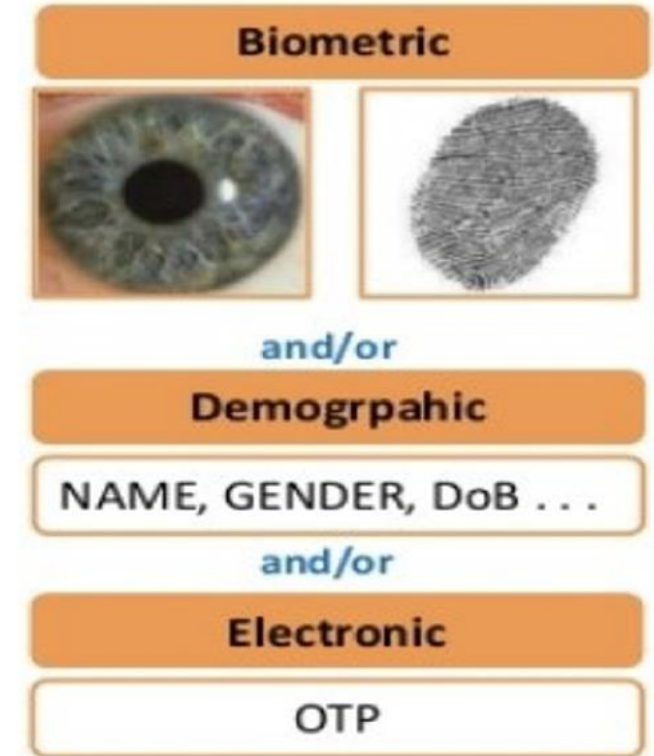 Biometric
and/or
Demogrpahic
NAME, GENDER, DoB . . .
and/or
Electronic
OTP